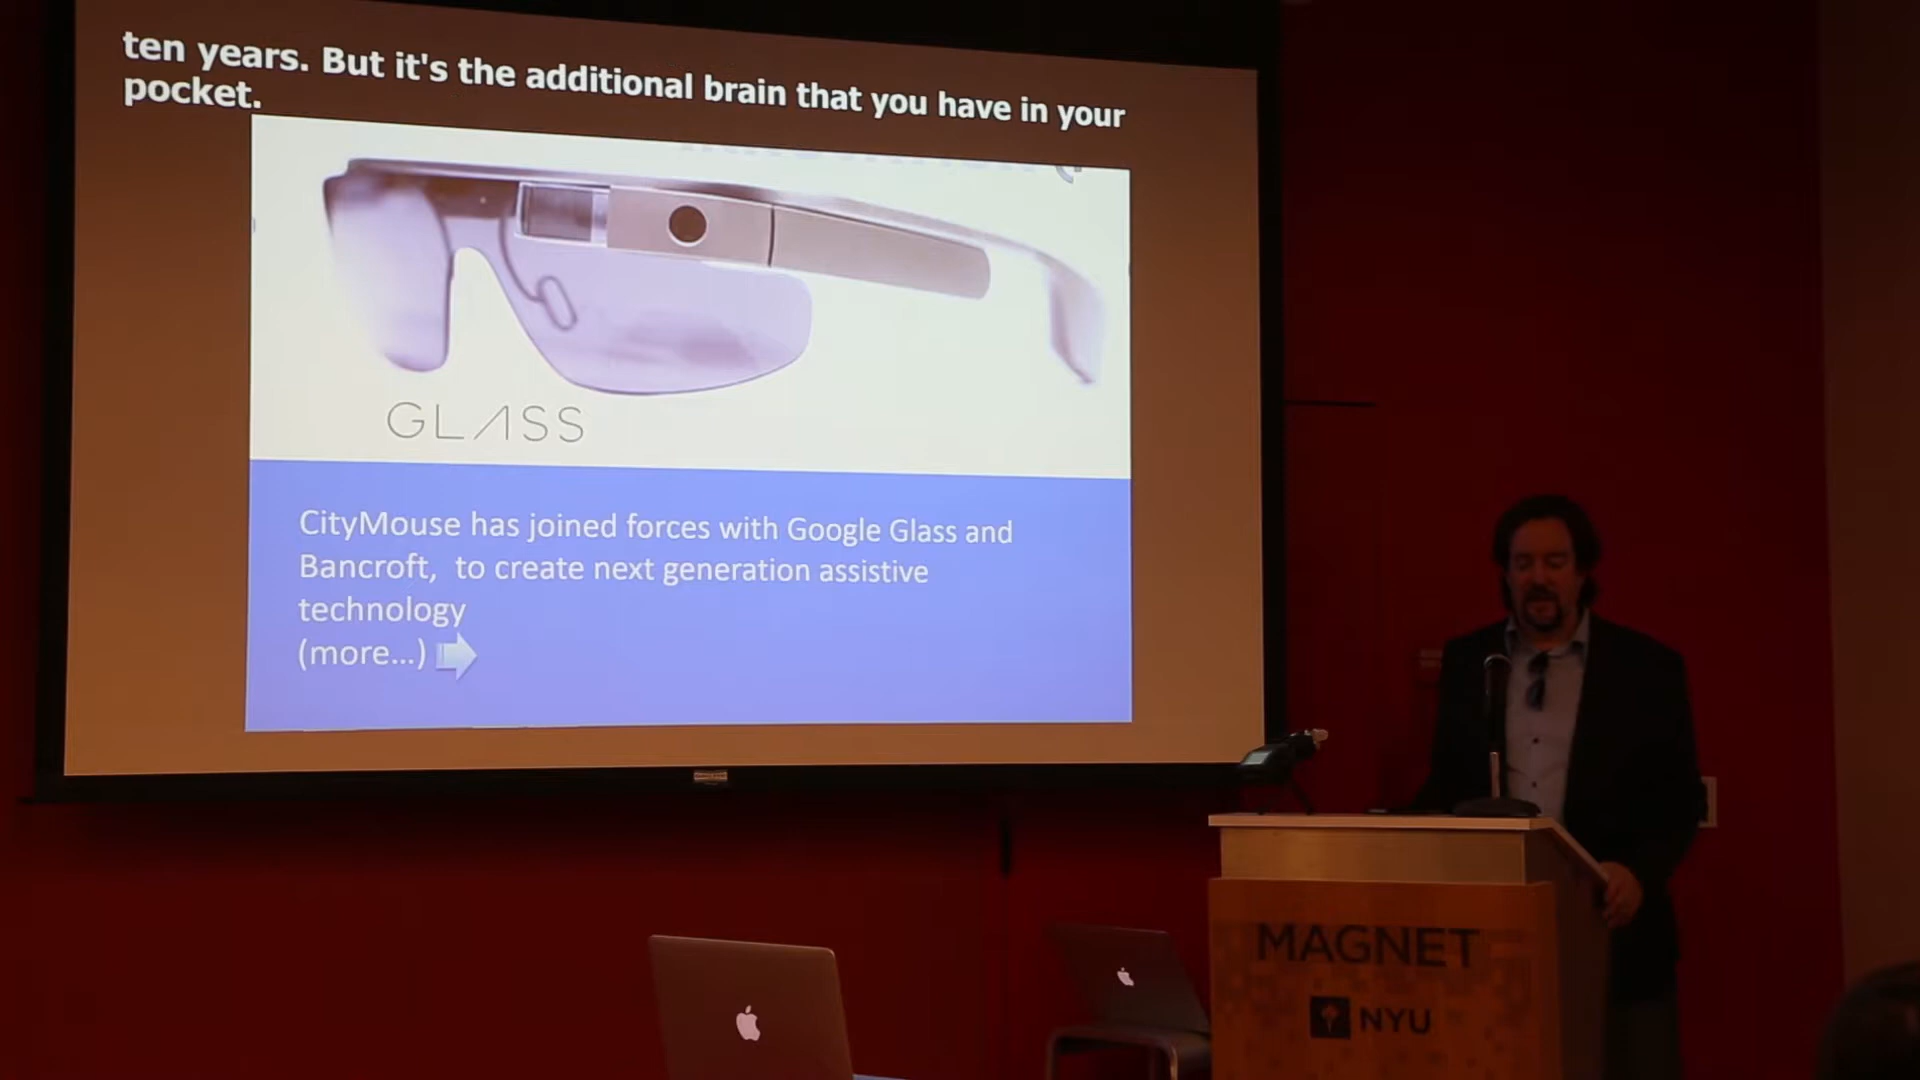 ten years. But it's the additional brain that you have in your
pocket.
GLASS
CityMouse has joined forces with Google Glass and
Bancroft, to create next generation assistive
technology
(more...)
MAGNET
NYU